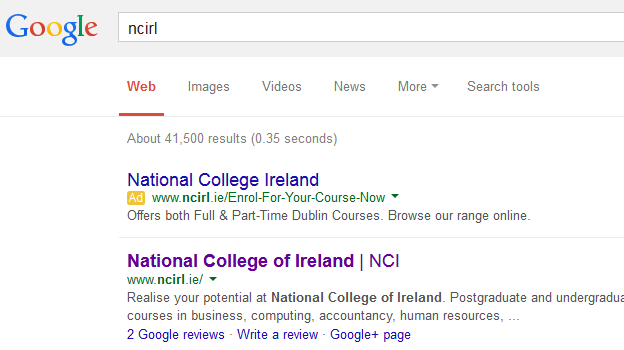 Google
ncirl
Web Images Videos News More Search tools
About 41,500 results (0.35 seconds)
National College Ireland
Ad www.ncirl.ie/Enrol-For-Your-Course-Now
Offers both Full & Part-Time Dublin Courses. Browse our range online.
National College of Ireland | NCI
www.ncirl.ie/
Realise your potential at National College of Ireland. Postgraduate and undergradua
courses in business, computing, accountancy, human resources, ...
2 Google reviews · Write a review · Google+ page